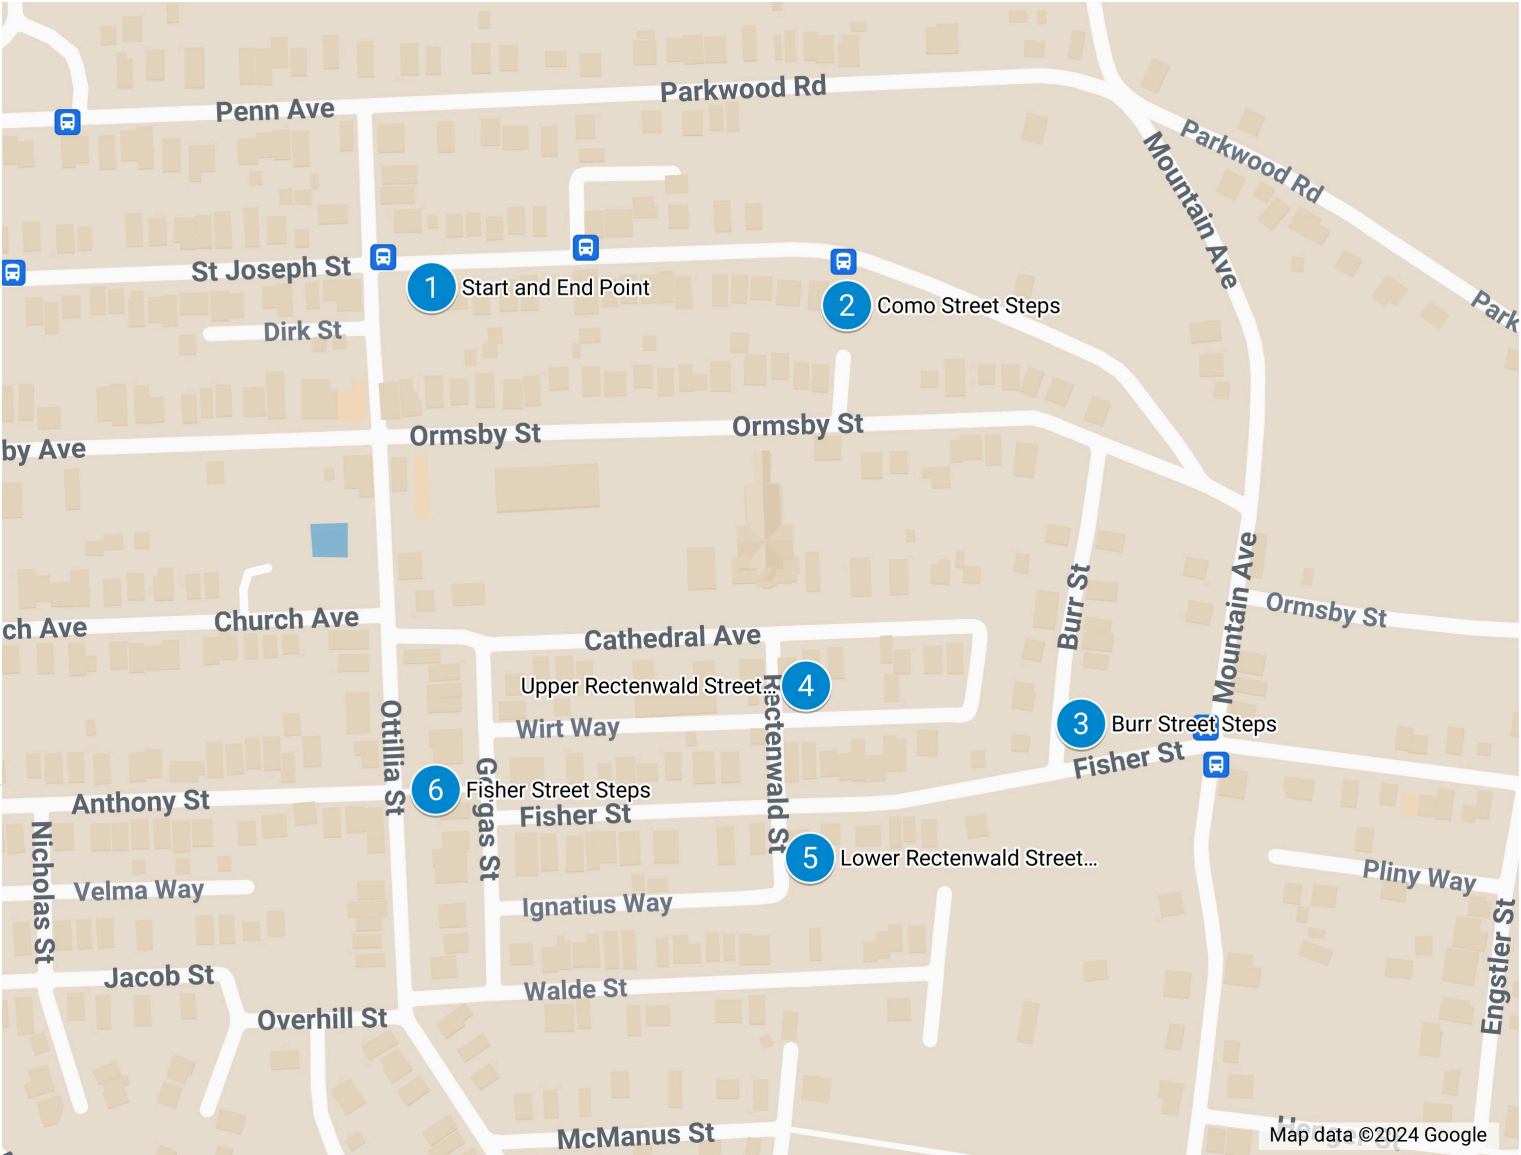 Parkwood Rd
Penn Ave
Parkwood Rd
Mountain Ave
St Joseph St
1 Start and End Point
2 Como Street Steps
Park
Dirk St
by Ave
Ormsby St
Ormsby St
Church Ave
ch Ave
Cathedral Ave
Burr St
Mountain Ave
Ormsby St
Upper Rectenwald Street... 4
Rectenwald St
Wirt Way
3 Burr Street Steps
Fisher St
Ottillia St
Anthony St
6 Fisher Street Steps
Gorgas St
Fisher St
5 Lower Rectenwald Street...
Nicholas St
Velma Way
Ignatius Way
Pliny Way
Engstler St
Jacob St
Walde St
Overhill St
McManus St
Map data ©2024 Google